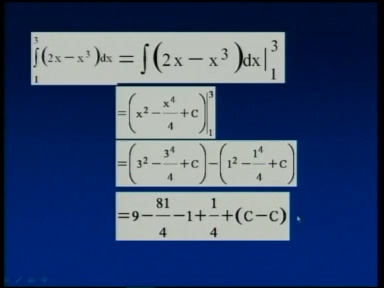 ∫₁³(2x − x³)dx = ∫(2x − x³)dx|₁³
=(x² − x⁴/4 + C)|₁³
=(3² − 3⁴/4 + C) − (1² − 1⁴/4 + C)
=9 − 81/4 − 1 + 1/4 + (C − C)